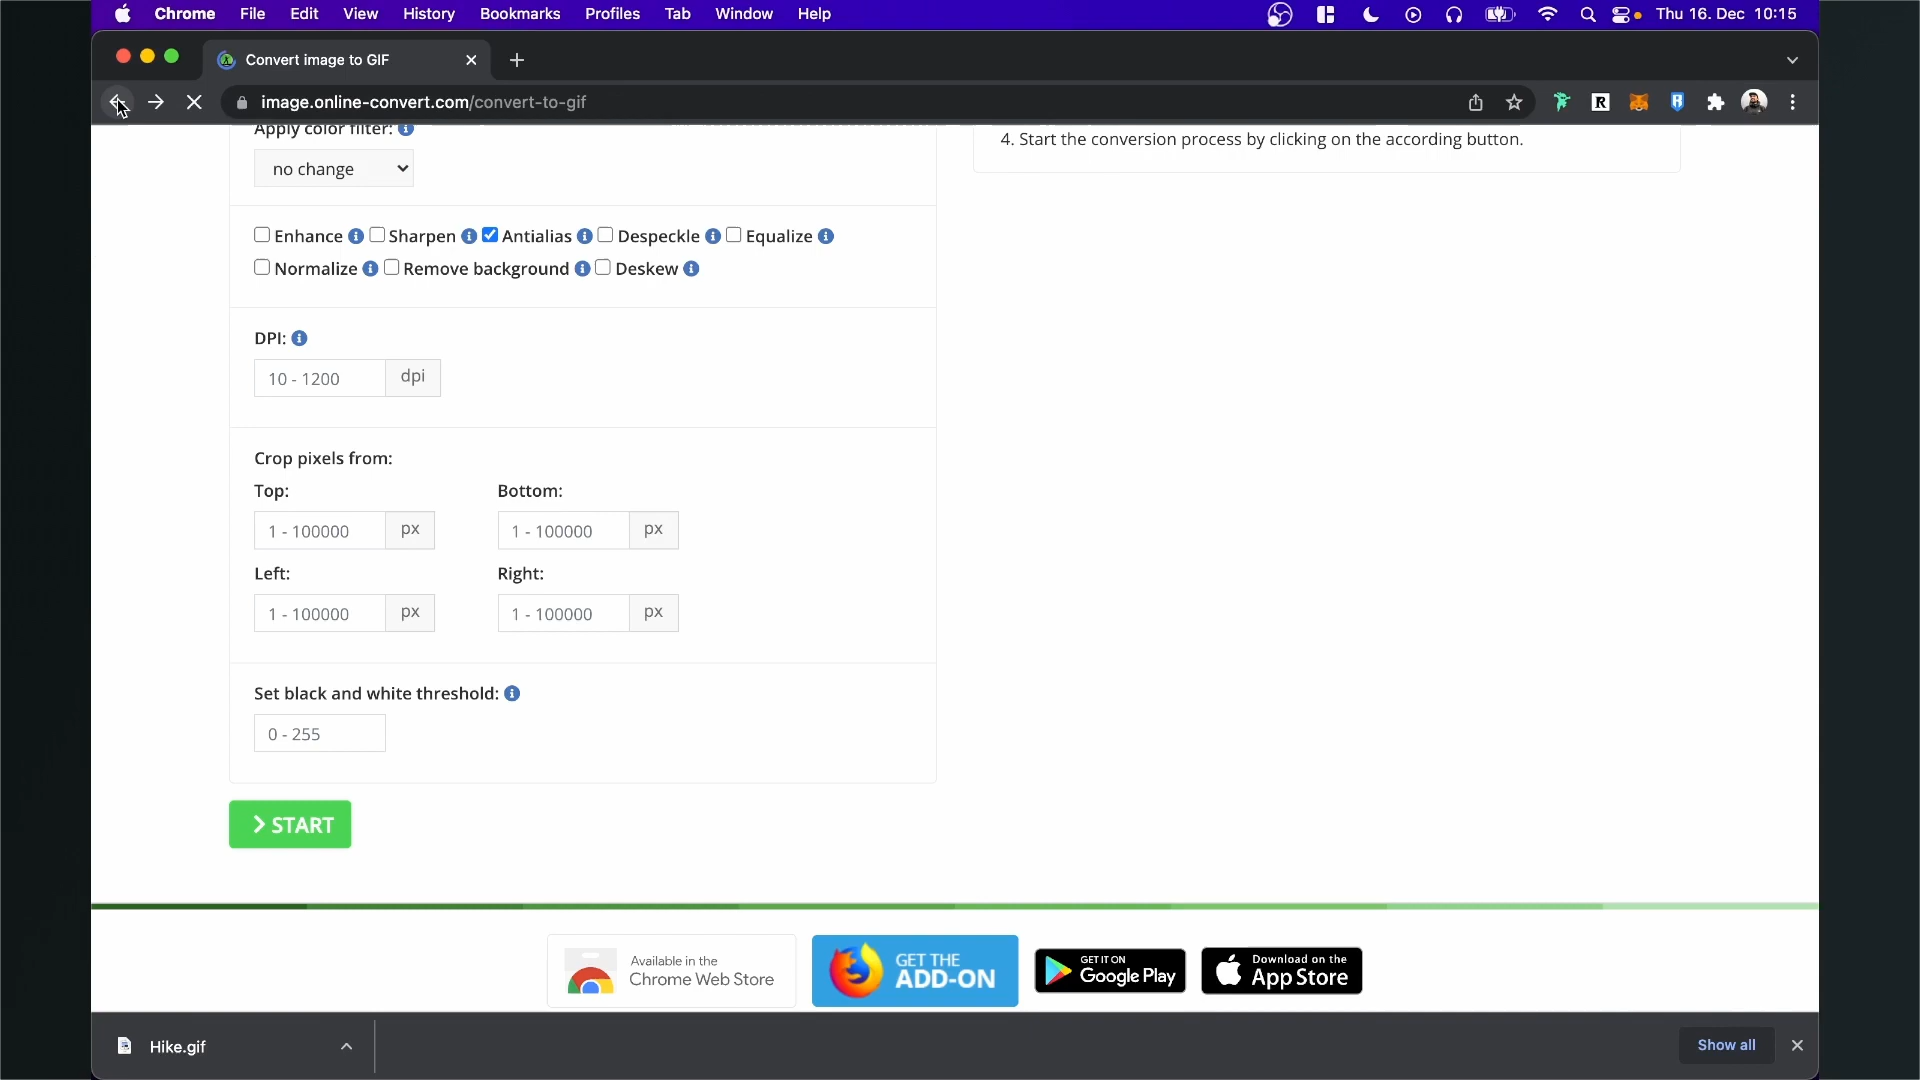 Chrome File Edit View History Bookmarks Profiles Tab Window Help Thu 16. Dec 10:15
Convert image to GIF
image.online-convert.com/convert-to-gif
Apply color filter:
4. Start the conversion process by clicking on the according button.
no change
Enhance Sharpen Antialias Despeckle Equalize
Normalize Remove background Deskew
DPI:
10 - 1200 dpi
Crop pixels from:
Top: Bottom:
1 - 100000 px 1 - 100000 px
Left: Right:
1 - 100000 px 1 - 100000 px
Set black and white threshold:
0 - 255
START
Available in the
Chrome Web Store
GET THE
ADD-ON
GET IT ON
Google Play
Download on the
App Store
Hike.gif
Show all